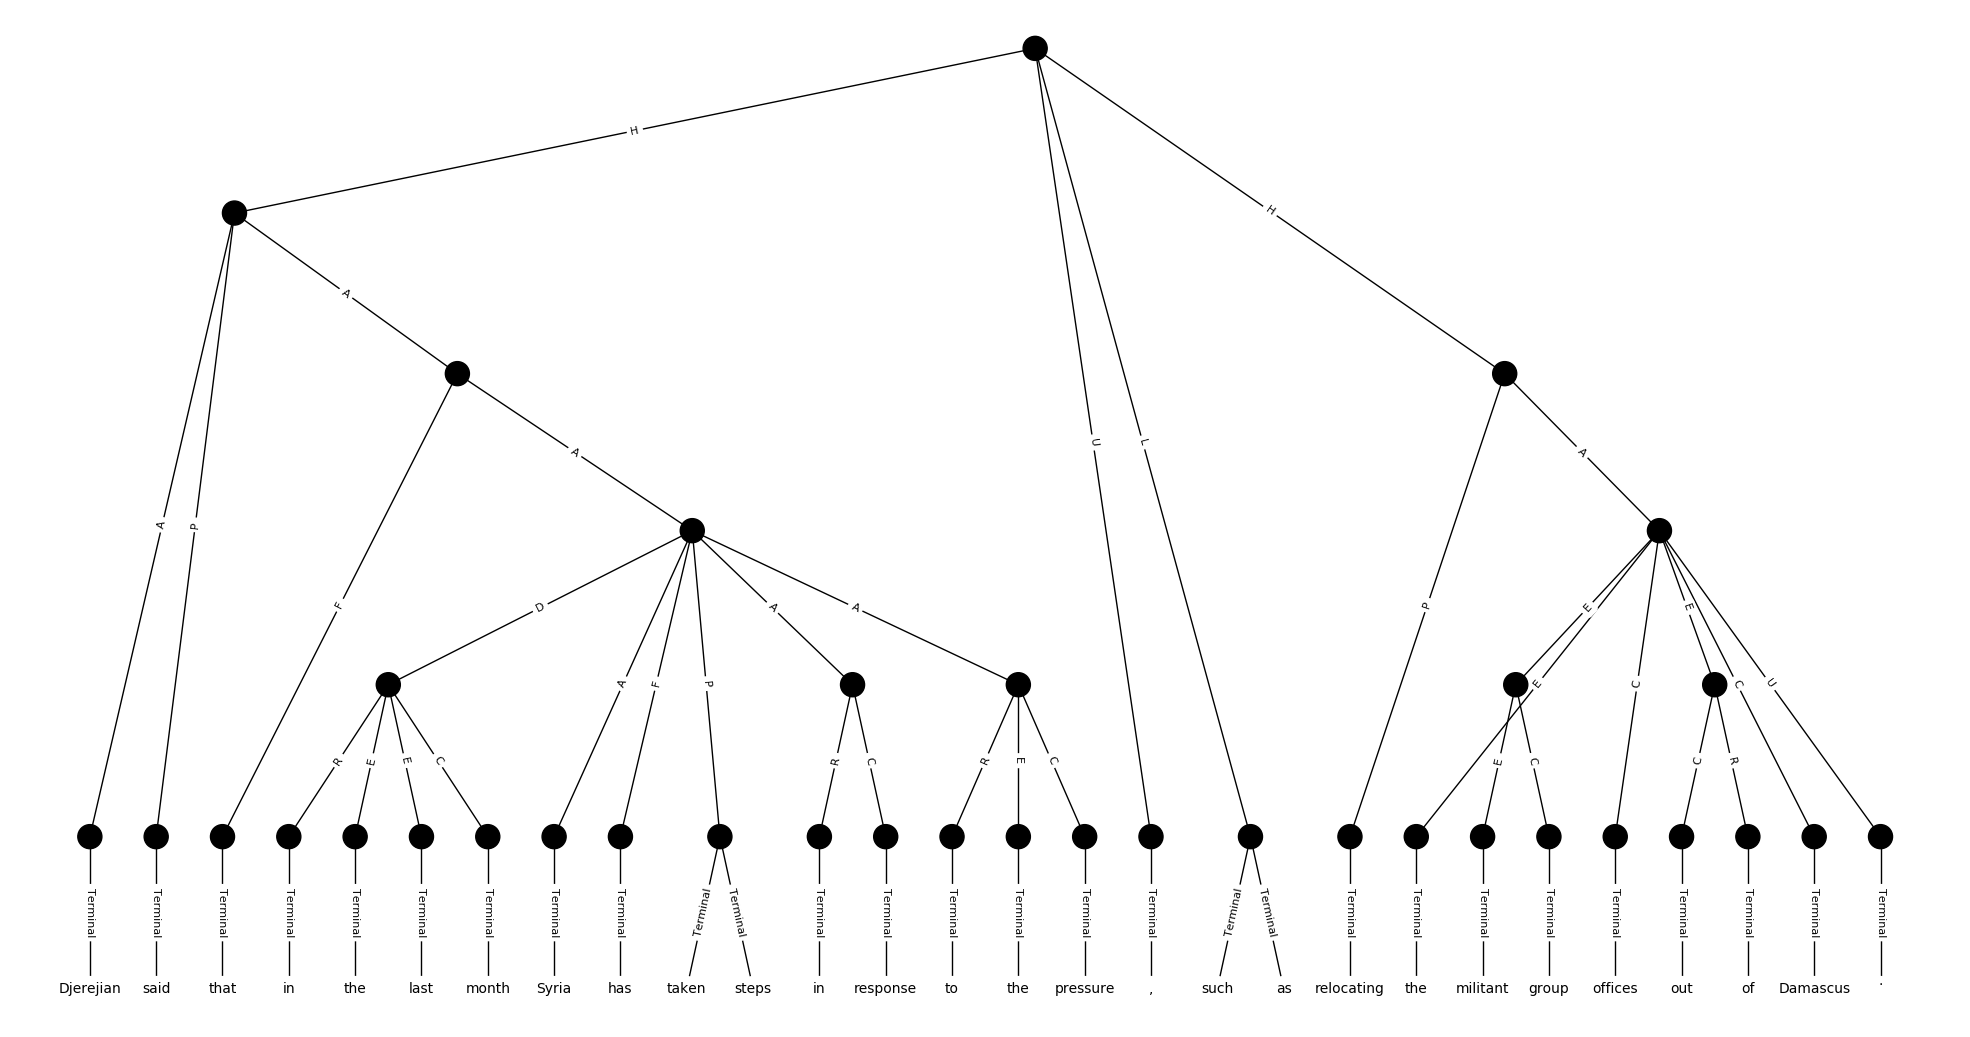 H
H
A
A
U
L
A
A
P
A
F
D
A
A
P
E
E
A
F
P
E
C
C
U
R
E
E
C
R
C
R
E
C
E
C
C
R
Terminal Terminal Terminal Terminal Terminal Terminal Terminal Terminal Terminal Terminal Terminal Terminal Terminal Terminal Terminal Terminal Terminal Terminal Terminal Terminal Terminal Terminal Terminal Terminal Terminal Terminal Terminal Terminal
Djerejian said that in the last month Syria has taken steps in response to the pressure , such as relocating the militant group offices out of Damascus .